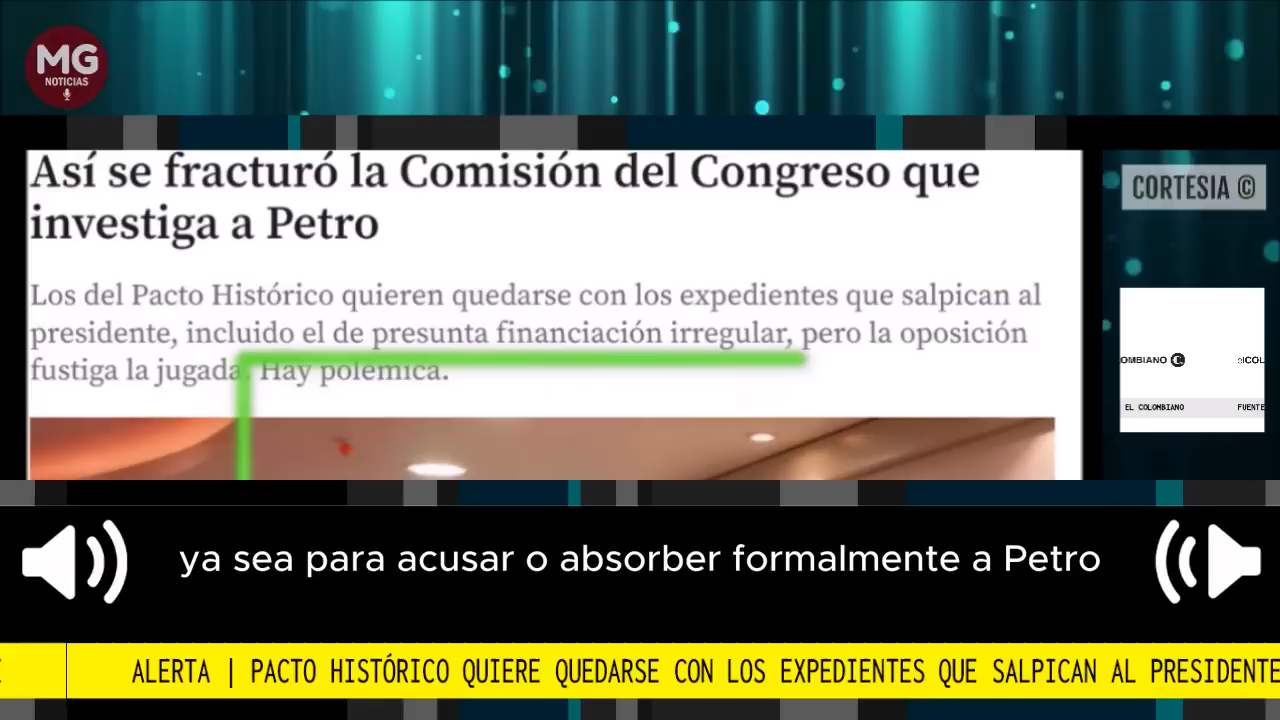 MG
NOTICIAS
Así se fracturó la Comisión del Congreso que
investiga a Petro
CORTESIA ©
Los del Pacto Histórico quieren quedarse con los expedientes que salpican al
presidente, incluido el de presunta financiación irregular, pero la oposición
fustiga la jugada. Hay polémica.
OMBIANO C
COL
EL COLOMBIANO FUENTE
ya sea para acusar o absorber formalmente a Petro
ALERTA | PACTO HISTÓRICO QUIERE QUEDARSE CON LOS EXPEDIENTES QUE SALPICAN AL PRESIDENTE